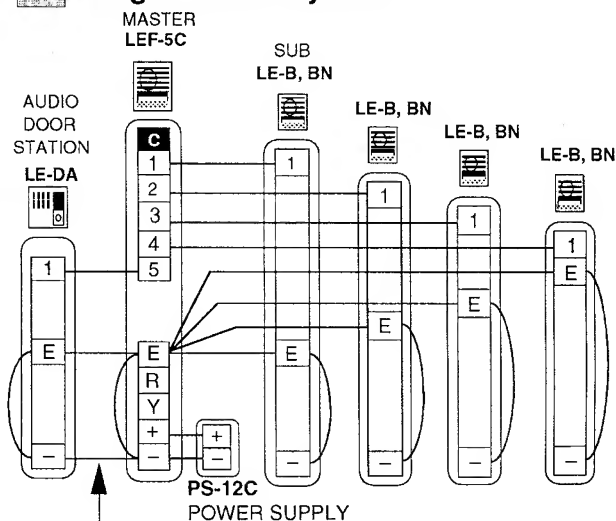 MASTER
LEF-5C
SUB
LE-B, BN
LE-B, BN
LE-B, BN
LE-B, BN
AUDIO
DOOR
STATION
LE-DA
C
1
2
3
4
5
E
R
Y
+
−
1
E
−
+
−
PS-12C
POWER SUPPLY
1
E
−
1
E
−
1
E
−
1
E
−